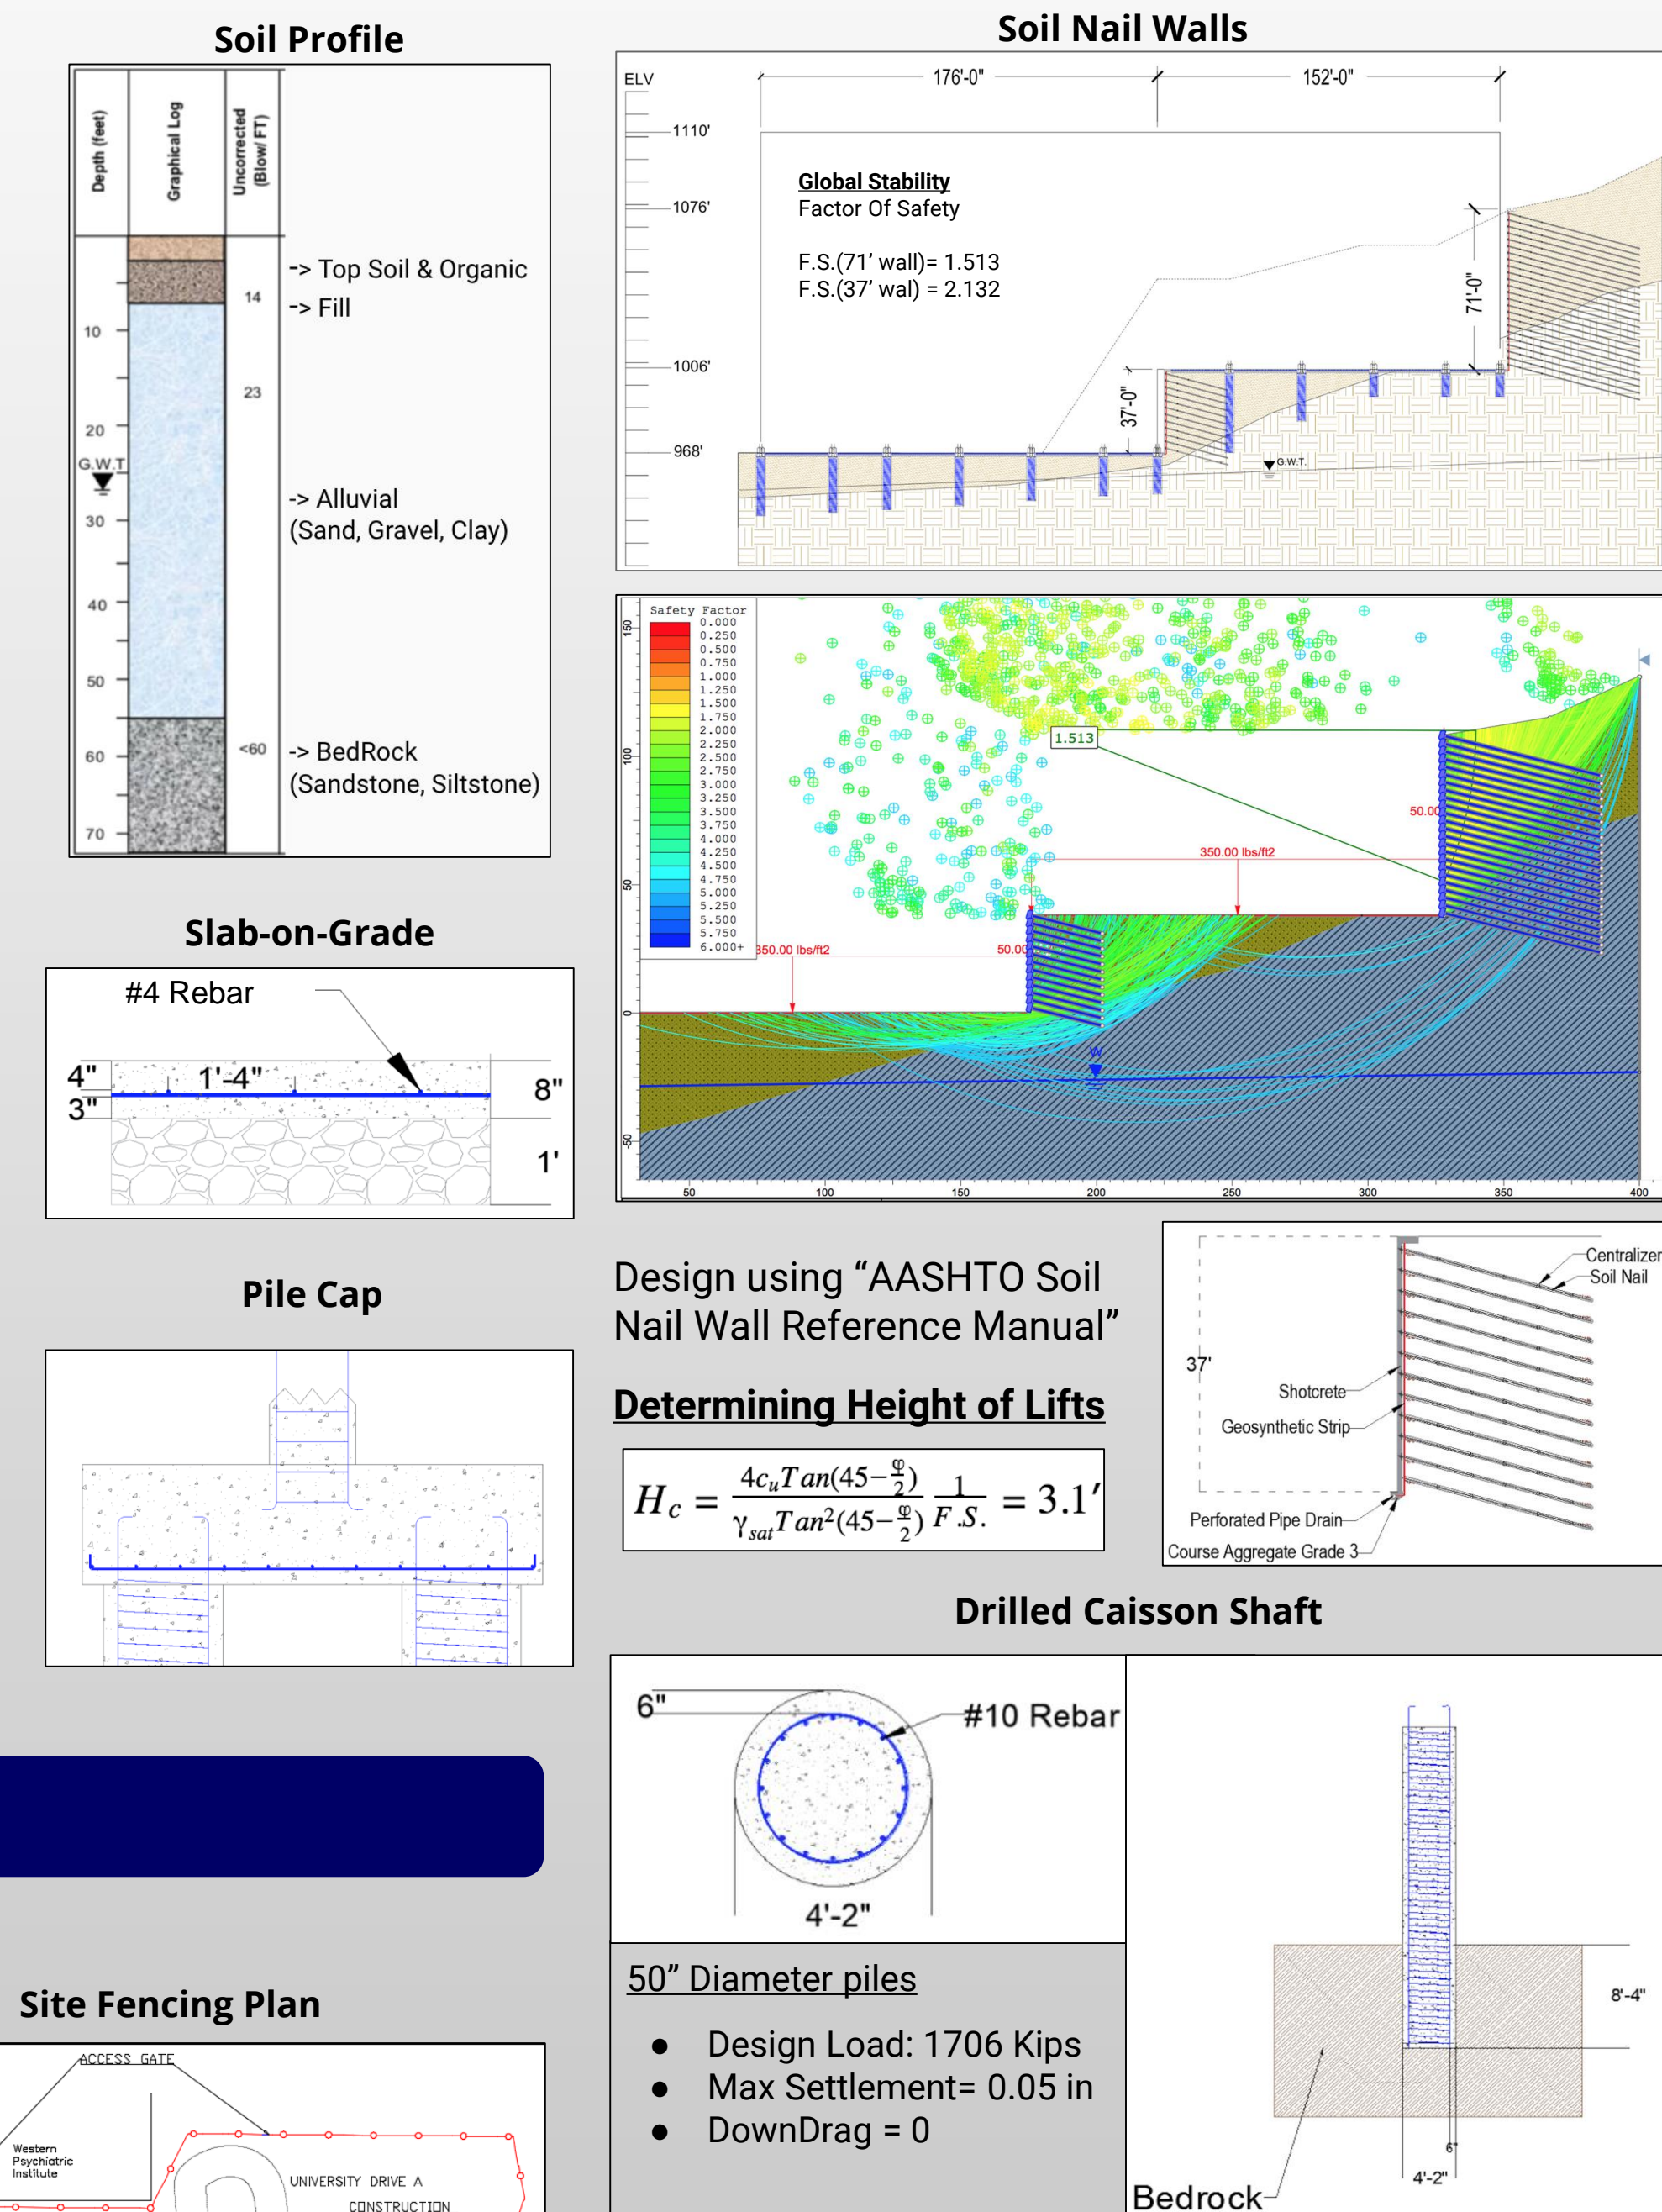 Soil Profile
Depth (feet)
Graphical Log
Uncorrected
(Blow/ FT)
-> Top Soil & Organic
14
-> Fill
10
23
20
G.W.T
-> Alluvial
30
(Sand, Gravel, Clay)
40
50
<60
-> BedRock
60
(Sandstone, Siltstone)
70
Slab-on-Grade
#4 Rebar
4"
1'-4"
8"
3"
1'
Pile Cap
Site Fencing Plan
ACCESS GATE
Western
Psychiatric
Institute
UNIVERSITY DRIVE A
CONSTRUCTION
Soil Nail Walls
ELV
176'-0"
152'-0"
1110'
1076'
1006'
968'
Global Stability
Factor Of Safety
F.S.(71' wall)= 1.513
F.S.(37' wal) = 2.132
71'-0"
37'-0"
G.W.T.
Safety Factor
0.000
0.250
0.500
0.750
1.000
1.250
1.500
1.750
2.000
2.250
2.500
2.750
3.000
3.250
3.500
3.750
4.000
4.250
4.500
4.750
5.000
5.250
5.500
5.750
6.000+
150
100
50
0
-50
1.513
50.00
350.00 lbs/ft2
50.00
350.00 lbs/ft2
W
50
100
150
200
250
300
350
400
Design using “AASHTO Soil
Nail Wall Reference Manual”
Determining Height of Lifts
H_c = \frac{4c_u Tan(45-\frac{φ}{2})}{γ_{sat} Tan^2(45-\frac{φ}{2})} \frac{1}{F.S.} = 3.1'
Centralizer
Soil Nail
37'
Shotcrete
Geosynthetic Strip
Perforated Pipe Drain
Course Aggregate Grade 3
Drilled Caisson Shaft
6"
#10 Rebar
4'-2"
50” Diameter piles
● Design Load: 1706 Kips
● Max Settlement= 0.05 in
● DownDrag = 0
8'-4"
6"
4'-2"
Bedrock